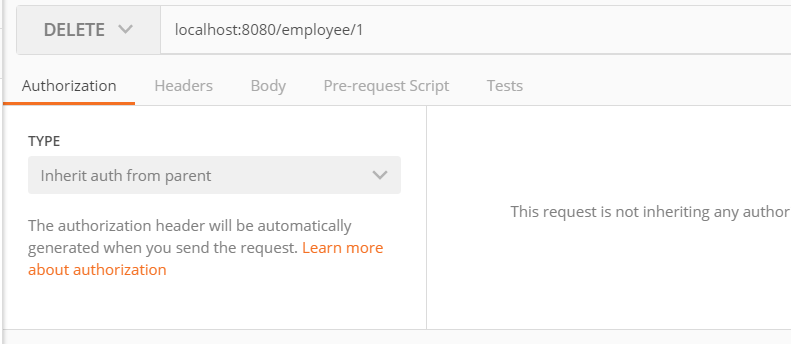 DELETE localhost:8080/employee/1
Authorization Headers Body Pre-request Script Tests
TYPE
Inherit auth from parent
This request is not inheriting any author
The authorization header will be automatically
generated when you send the request. Learn more
about authorization